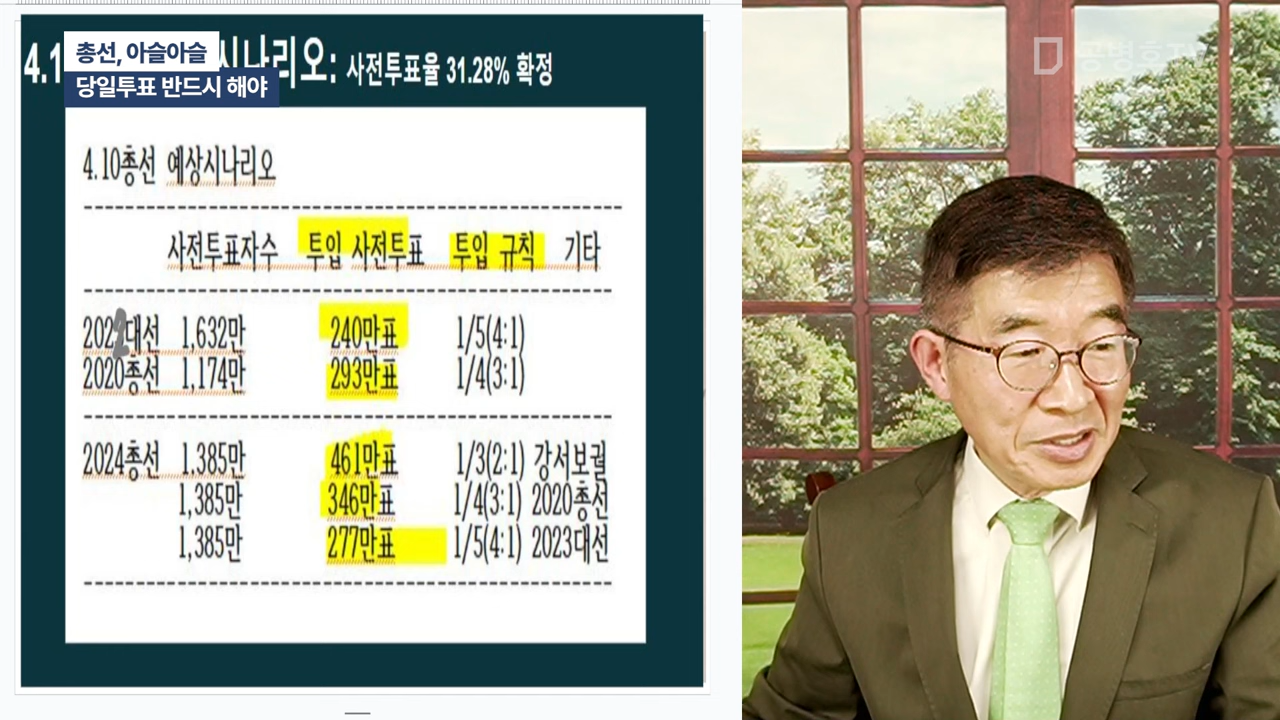 4.1
시나리오: 사전투표율 31.28% 확정
총선, 아슬아슬
당일투표 반드시 해야
4.10총선 예상시나리오
사전투표자수 투입 사전투표 투입 규칙 기타
2022대선 1,632만 240만표 1/5(4:1)
2020총선 1,174만 293만표 1/4(3:1)
2024총선 1.385만 461만표 1/3(2:1) 강서보궐
1,385만 346만표 1/4(3:1) 2020총선
1,385만 277만표 1/5(4:1) 2023대선
공병호TV